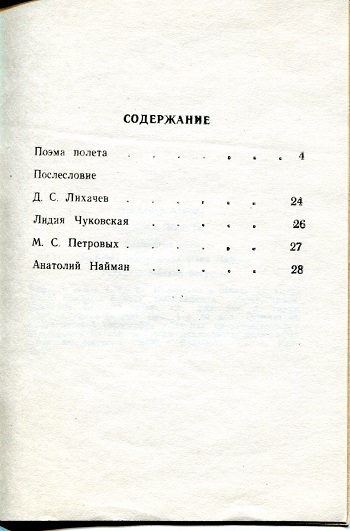 СОДЕРЖАНИЕ
Поэма полета . . . . . . 4
Послесловие
Д. С. Лихачев . . . . . 24
Лидия Чуковская . . . . . 26
М. С. Петровых . . . . 27
Анатолий Найман . . . . . 28